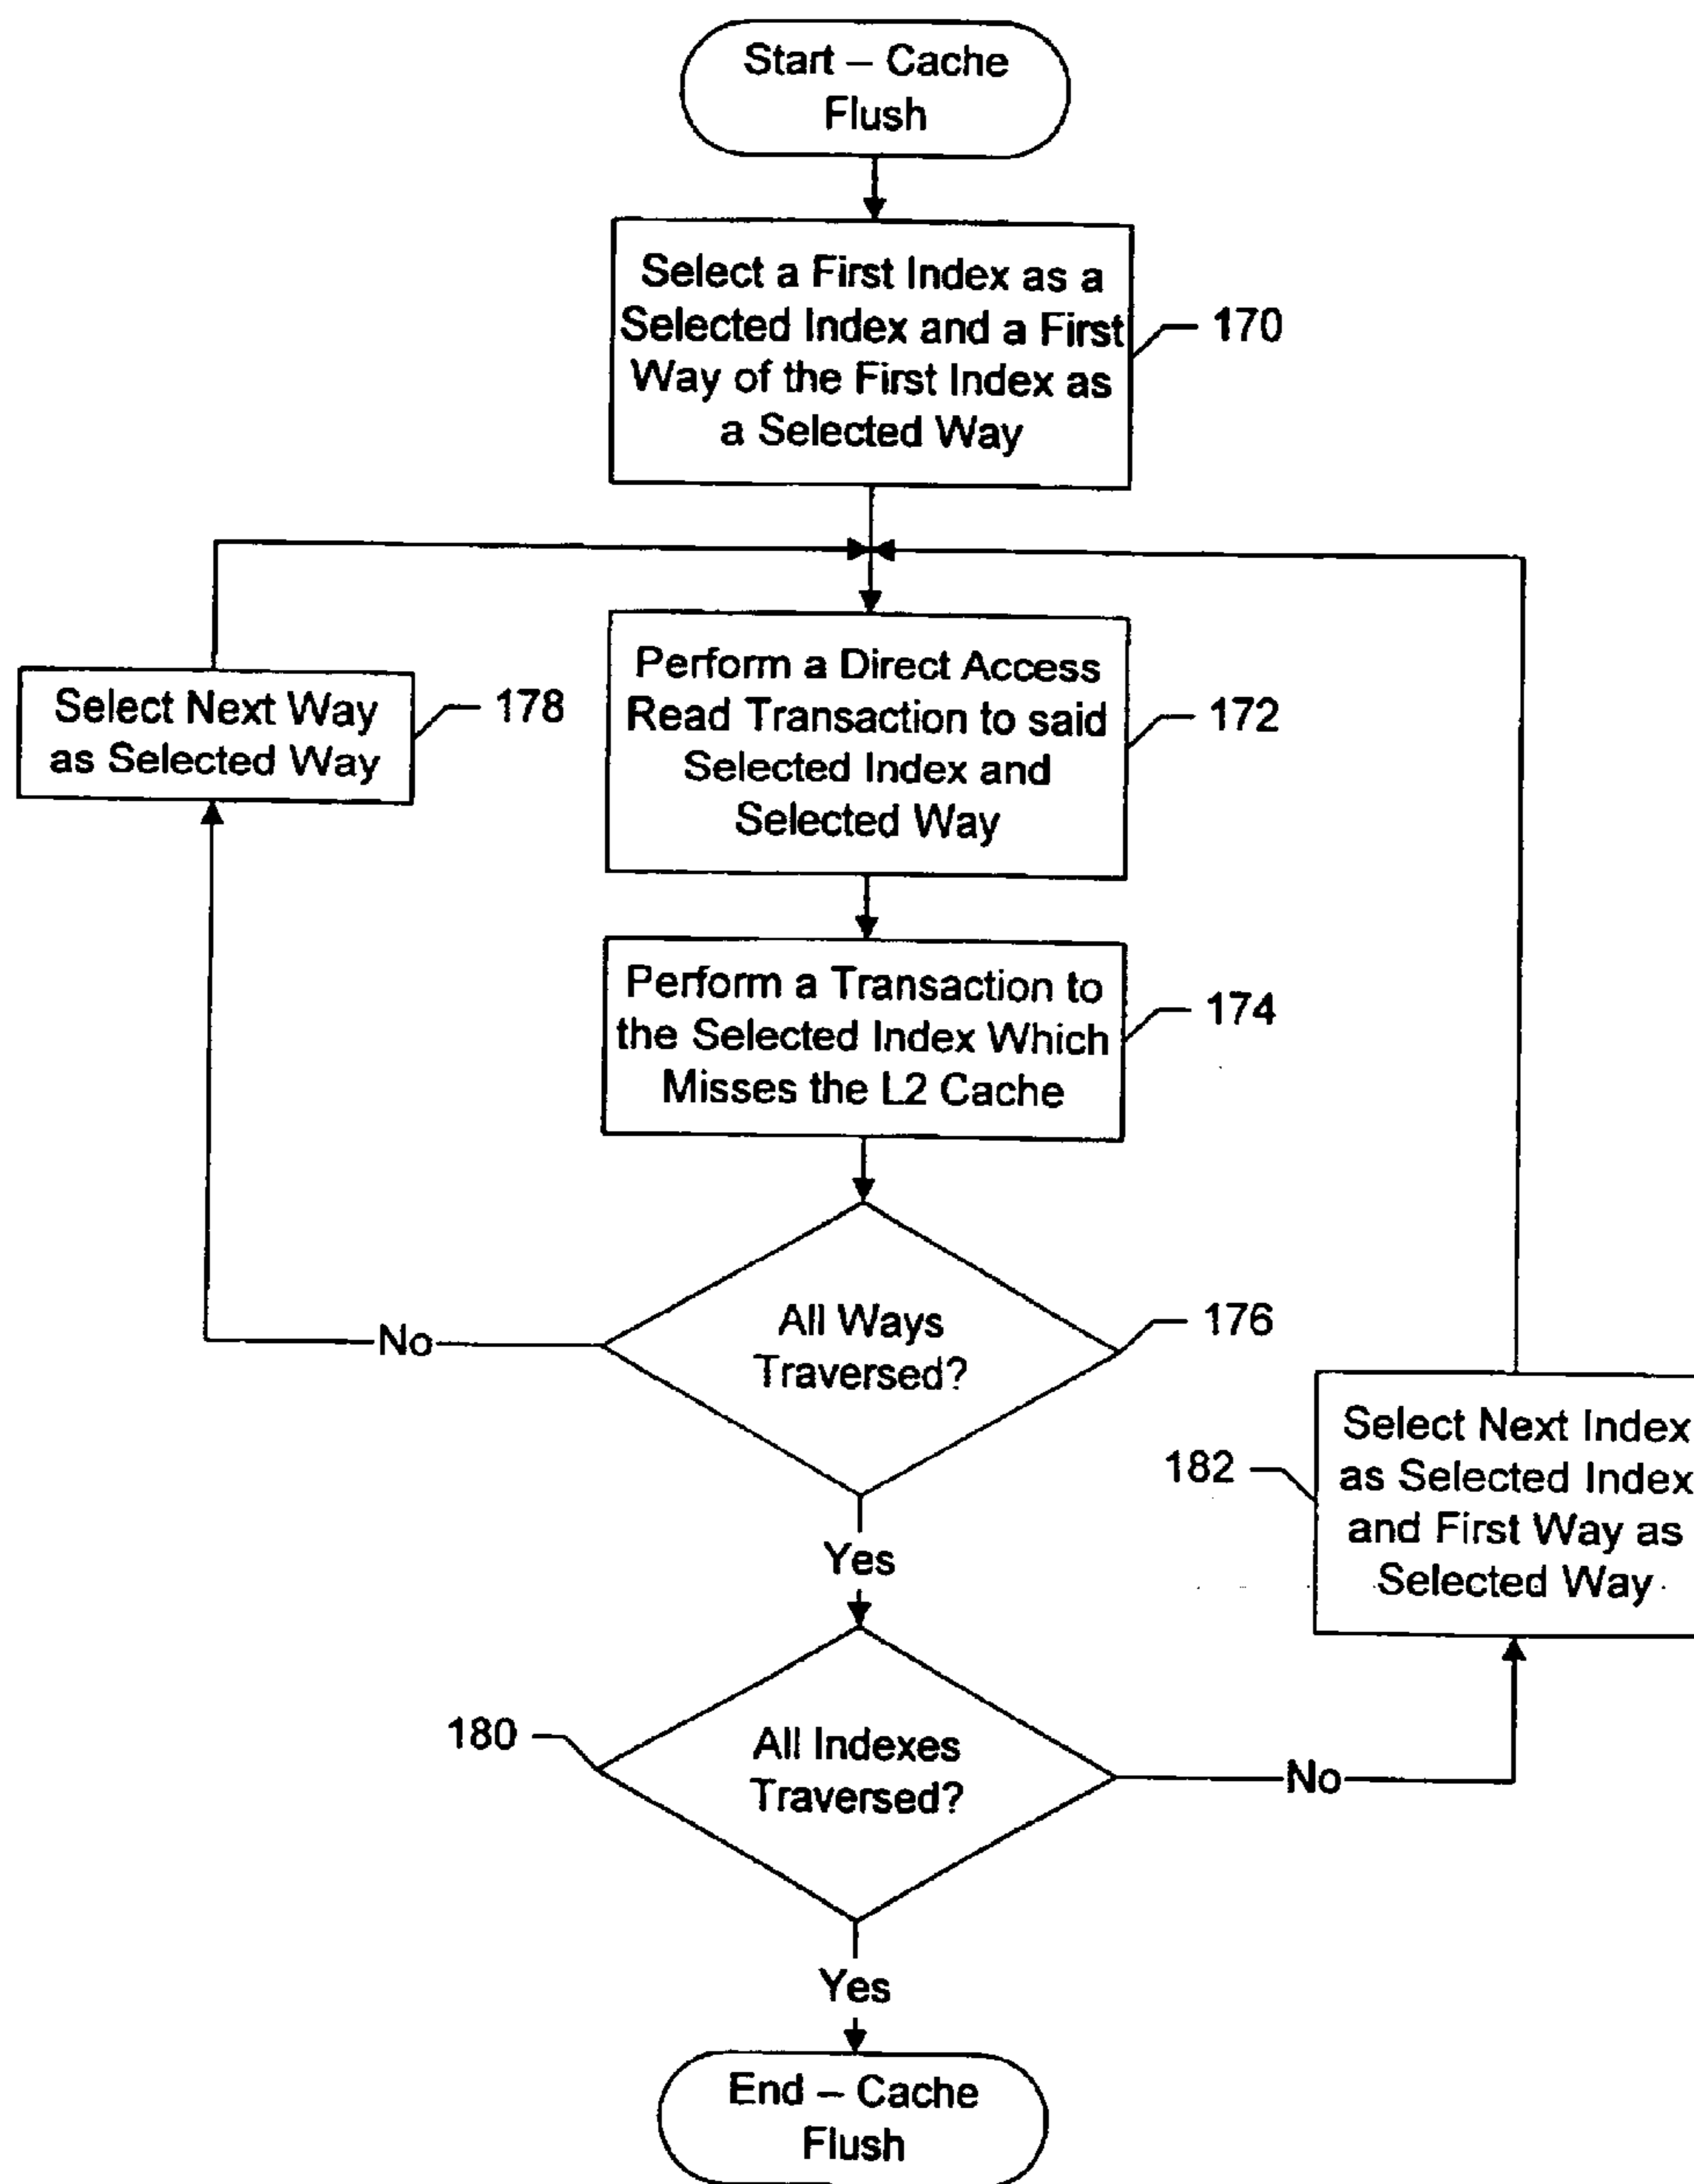 Start – Cache
Flush
Select a First Index as a
Selected Index and a First
Way of the First Index as
a Selected Way
170
Perform a Direct Access
Read Transaction to said
Selected Index and
Selected Way
172
Select Next Way
as Selected Way
178
Perform a Transaction to
the Selected Index Which
Misses the L2 Cache
174
All Ways
Traversed?
176
No
Yes
Select Next Index
as Selected Index
and First Way as
Selected Way
182
All Indexes
Traversed?
180
No
Yes
End – Cache
Flush